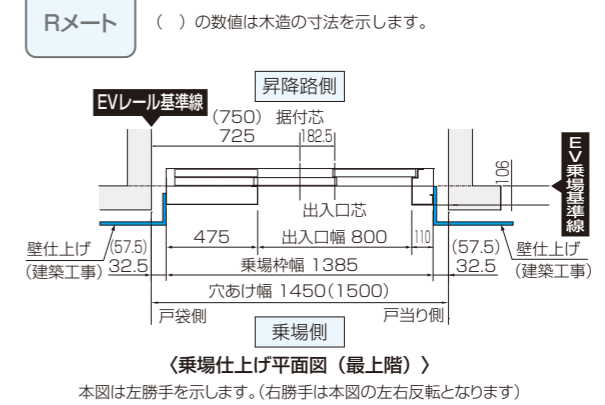 Rメート
（　）の数値は木造の寸法を示します。
昇降路側
EVレール基準線
(750) 据付芯
725 182.5
106
EV乗場基準線
出入口芯
475 出入口幅 800 110
壁仕上げ
(建築工事)
(57.5)
32.5
乗場枠幅 1385
(57.5)
32.5
壁仕上げ
(建築工事)
穴あけ幅 1450(1500)
戸袋側
戸当り側
乗場側
〈乗場仕上げ平面図（最上階）〉
本図は左勝手を示します。(右勝手は本図の左右反転となります)